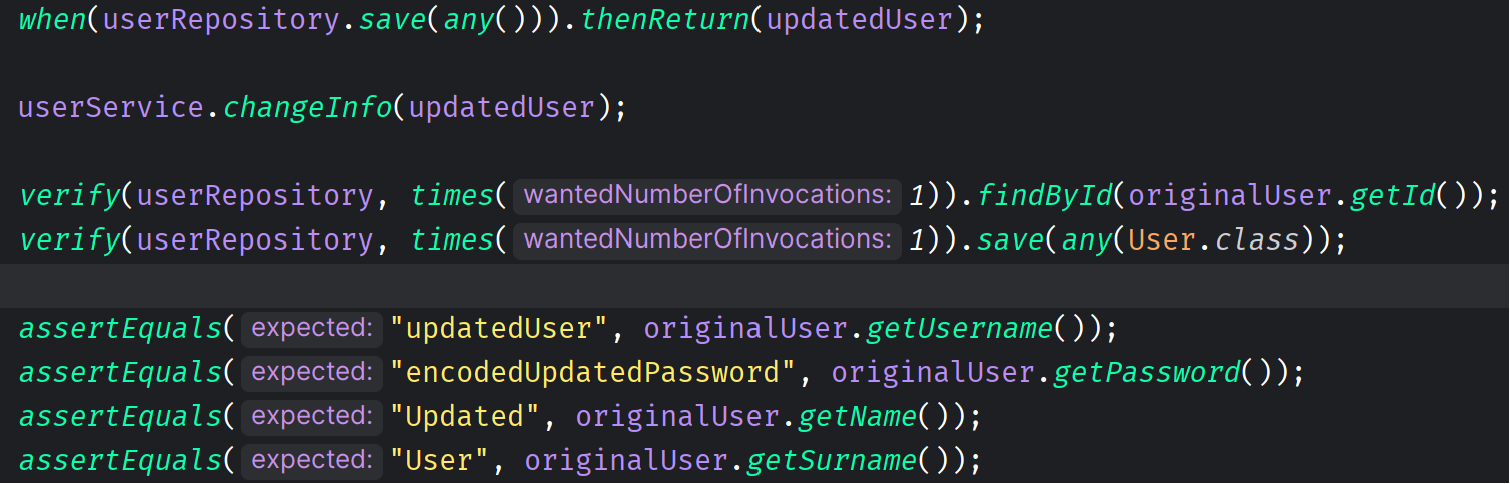 when(userRepository.save(any())).thenReturn(updatedUser);
userService.changeInfo(updatedUser);
verify(userRepository, times( wantedNumberOfInvocations: 1)).findById(originalUser.getId());
verify(userRepository, times( wantedNumberOfInvocations: 1)).save(any(User.class));
assertEquals( expected: "updatedUser", originalUser.getUsername());
assertEquals( expected: "encodedUpdatedPassword", originalUser.getPassword());
assertEquals( expected: "Updated", originalUser.getName());
assertEquals( expected: "User", originalUser.getSurname());